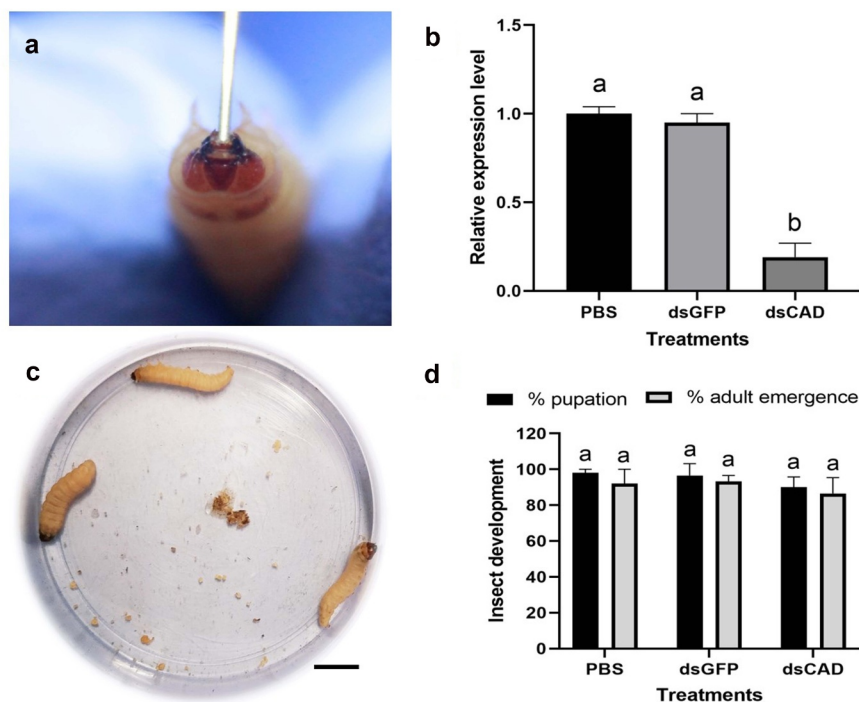 a
b
Relative expression level
1.5
1.0
0.5
0.0
a
a
b
PBS dsGFP dsCAD
Treatments
c
d
% pupation % adult emergence
Insect development
120
100
80
60
40
20
0
a a a a a a
PBS dsGFP dsCAD
Treatments